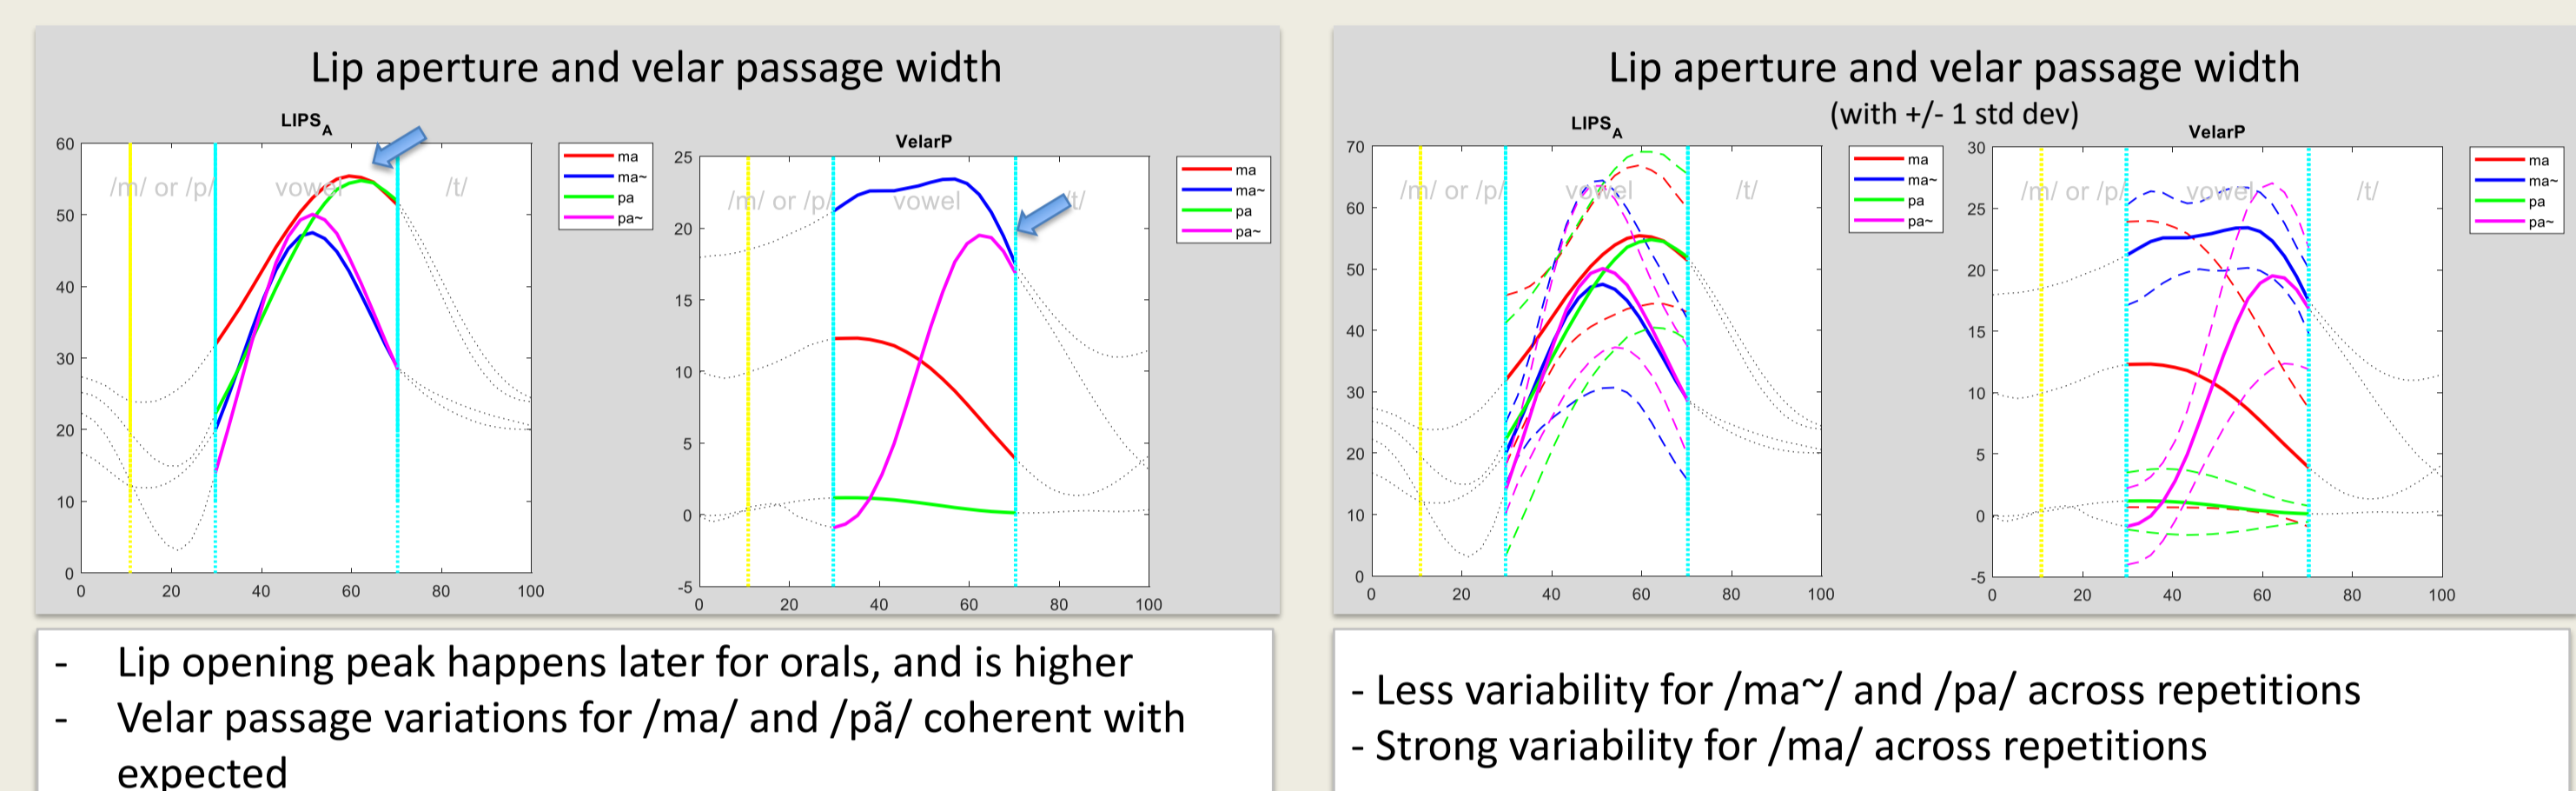 Lip aperture and velar passage width
LIPS A
60
50
40
30
20
10
0
0 20 40 60 80 100
/m/ or /p/ vowel /t/
ma
ma~
pa
pa~
VelarP
25
20
15
10
5
0
-5
0 20 40 60 80 100
/m/ or /p/ vowel /t/
ma
ma~
pa
pa~
- Lip opening peak happens later for orals, and is higher
- Velar passage variations for /ma/ and /pã/ coherent with
expected
Lip aperture and velar passage width
(with +/- 1 std dev)
LIPS A
70
60
50
40
30
20
10
0
0 20 40 60 80 100
/m/ or /p/ vowel /t/
ma
ma~
pa
pa~
VelarP
30
25
20
15
10
5
0
-5
0 20 40 60 80 100
/m/ or /p/ vowel /t/
ma
ma~
pa
pa~
- Less variability for /ma~/ and /pa/ across repetitions
- Strong variability for /ma/ across repetitions